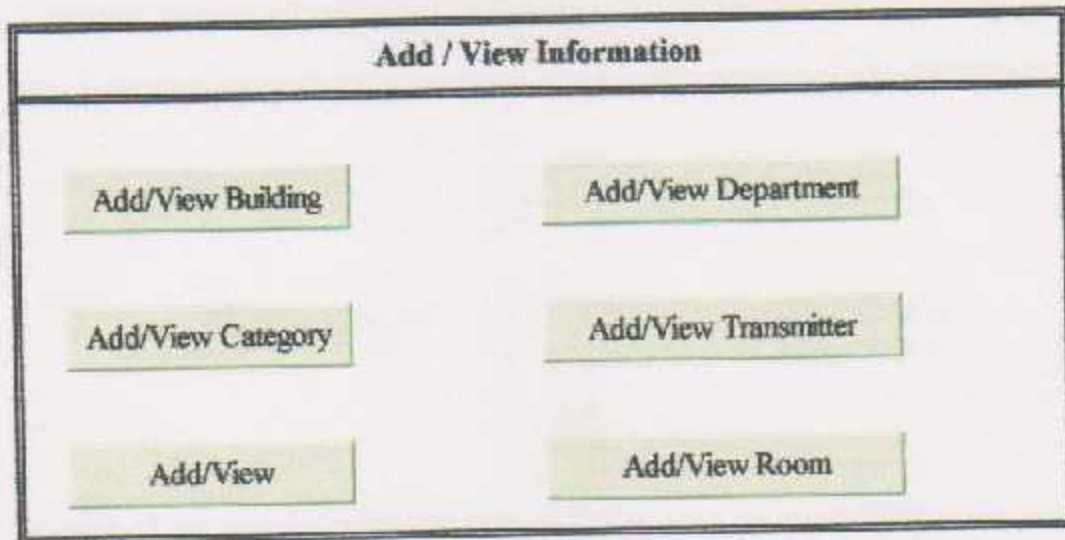 Add / View Information
Add/View Building
Add/View Department
Add/View Category
Add/View Transmitter
Add/View
Add/View Room